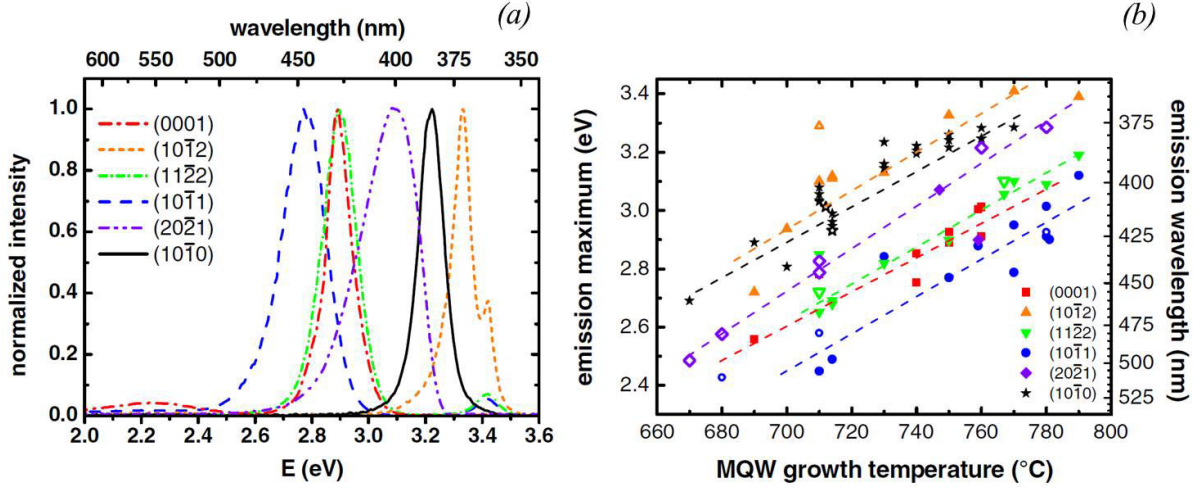 (a)
wavelength (nm)
600 550 500 450 400 375 350
1.0
0.8
0.6
0.4
0.2
0.0
normalized intensity
(0001)
(101̄2)
(112̄2)
(101̄1)
(202̄1)
(101̄0)
2.0 2.2 2.4 2.6 2.8 3.0 3.2 3.4 3.6
E (eV)
(b)
3.4
3.2
3.0
2.8
2.6
2.4
emission maximum (eV)
375
400
425
450
475
500
525
emission wavelength (nm)
(0001)
(101̄2)
(112̄2)
(101̄1)
(202̄1)
(101̄0)
660 680 700 720 740 760 780 800
MQW growth temperature (°C)